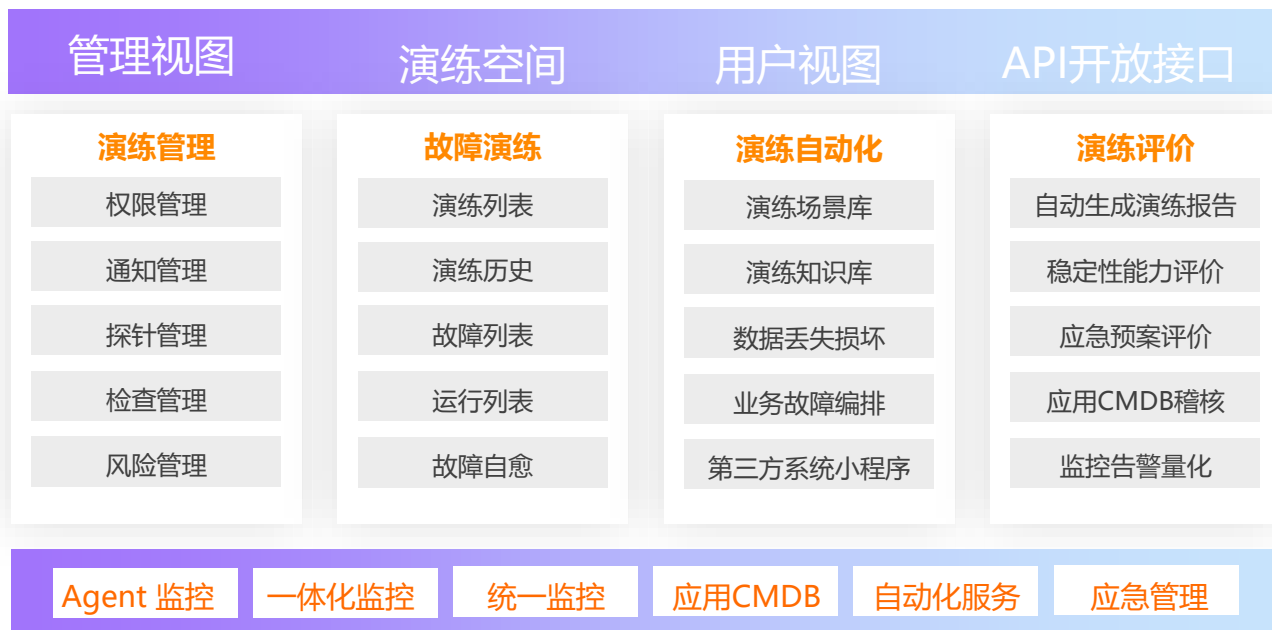 管理视图
演练空间
用户视图
API开放接口
演练管理
权限管理
通知管理
探针管理
检查管理
风险管理
故障演练
演练列表
演练历史
故障列表
运行列表
故障自愈
演练自动化
演练场景库
演练知识库
数据丢失损坏
业务故障编排
第三方系统小程序
演练评价
自动生成演练报告
稳定性能力评价
应急预案评价
应用CMDB稽核
监控告警量化
Agent 监控
一体化监控
统一监控
应用CMDB
自动化服务
应急管理